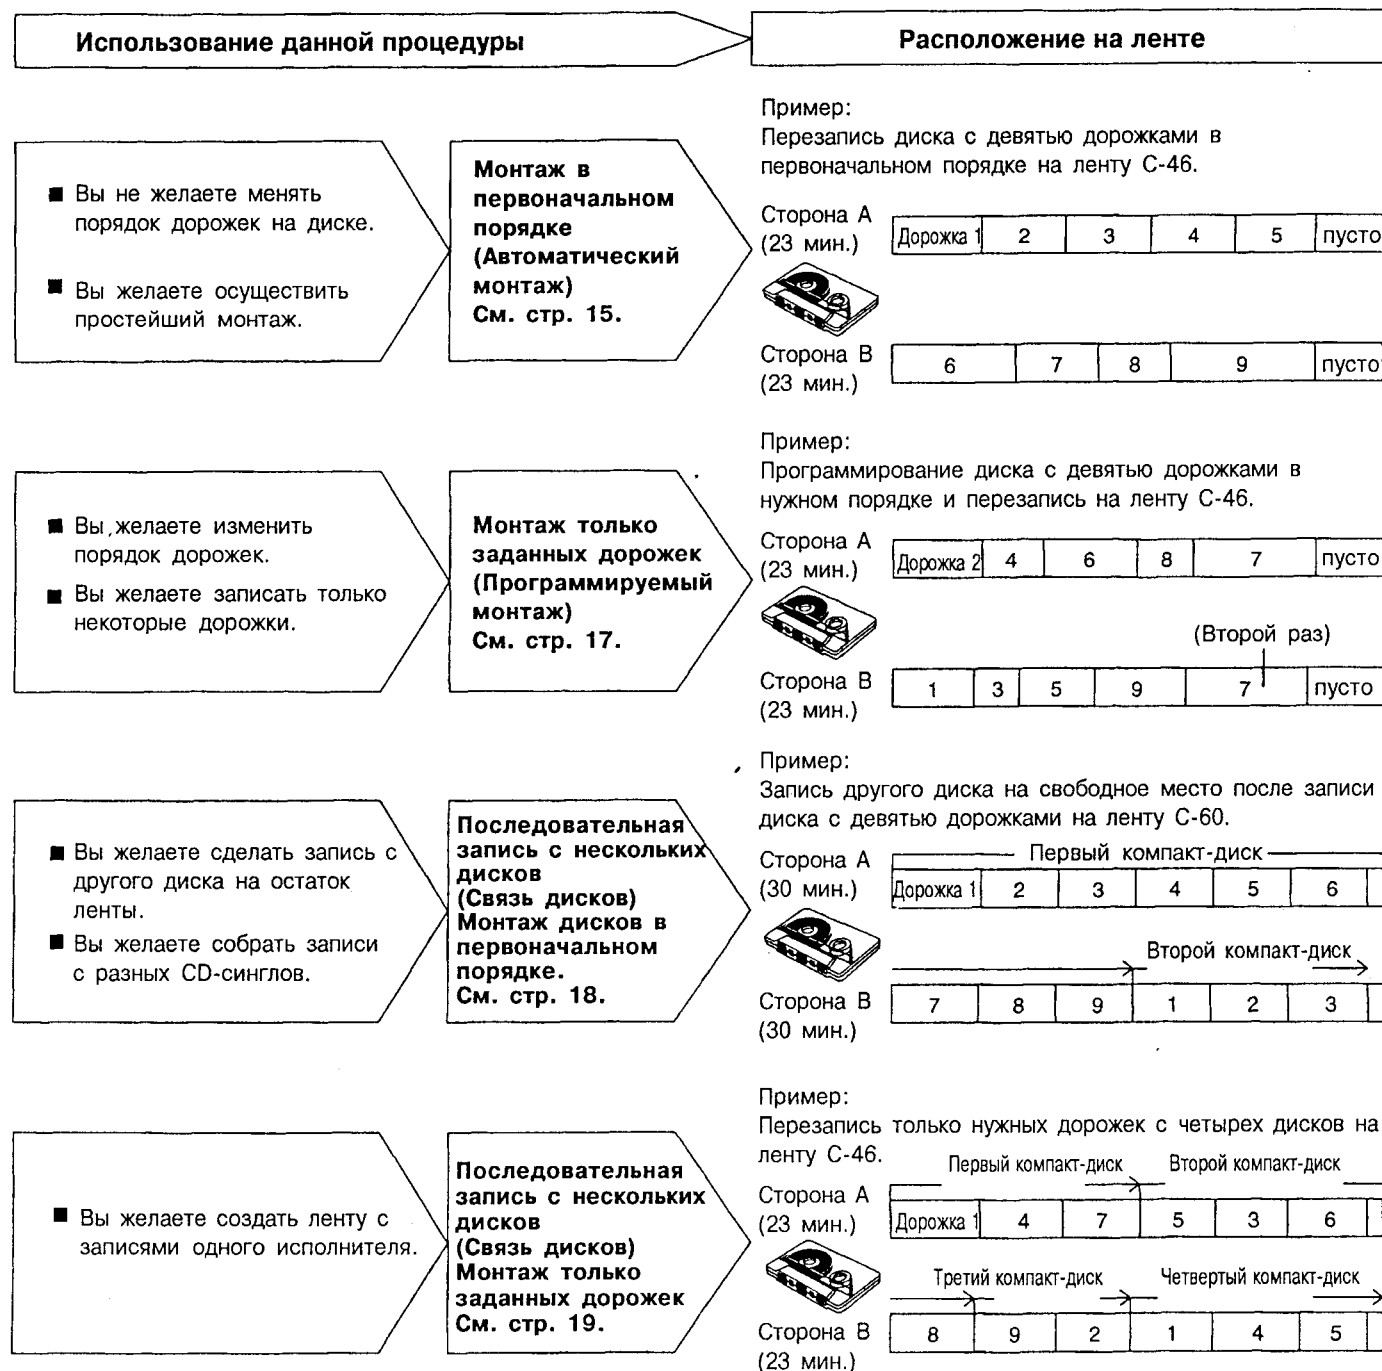 Использование данной процедуры
Расположение на ленте
■ Вы не желаете менять
порядок дорожек на диске.
■ Вы желаете осуществить
простейший монтаж.
Монтаж в
первоначальном
порядке
(Автоматический
монтаж)
См. стр. 15.
Пример:
Перезапись диска с девятью дорожками в
первоначальном порядке на ленту С-46.
Сторона А
(23 мин.)
Дорожка 1 2 3 4 5 пусто
Сторона В
(23 мин.)
6 7 8 9 пусто
■ Вы желаете изменить
порядок дорожек.
■ Вы желаете записать только
некоторые дорожки.
Монтаж только
заданных дорожек
(Программируемый
монтаж)
См. стр. 17.
Пример:
Программирование диска с девятью дорожками в
нужном порядке и перезапись на ленту С-46.
Сторона А
(23 мин.)
Дорожка 2 4 6 8 7 пусто
(Второй раз)
Сторона В
(23 мин.)
1 3 5 9 7 пусто
■ Вы желаете сделать запись с
другого диска на остаток
ленты.
■ Вы желаете собрать записи
с разных CD-синглов.
Последовательная
запись с нескольких
дисков
(Связь дисков)
Монтаж дисков в
первоначальном
порядке.
См. стр. 18.
Пример:
Запись другого диска на свободное место после записи
диска с девятью дорожками на ленту С-60.
Первый компакт-диск
Сторона А
(30 мин.)
Дорожка 1 2 3 4 5 6
Второй компакт-диск
Сторона В
(30 мин.)
7 8 9 1 2 3
■ Вы желаете создать ленту с
записями одного исполнителя.
Последовательная
запись с нескольких
дисков
(Связь дисков)
Монтаж только
заданных дорожек
См. стр. 19.
Пример:
Перезапись только нужных дорожек с четырех дисков на
ленту С-46.
Первый компакт-диск Второй компакт-диск
Сторона А
(23 мин.)
Дорожка 1 4 7 5 3 6
Третий компакт-диск Четвертый компакт-диск
Сторона В
(23 мин.)
8 9 2 1 4 5